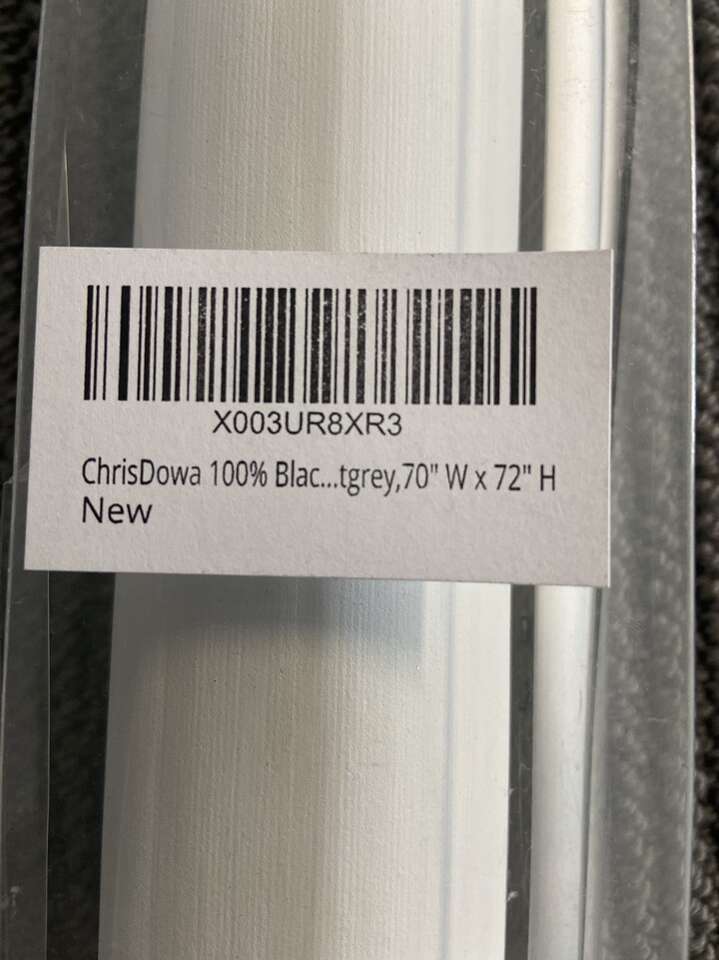 X003UR8XR3
ChrisDowa 100% Blac...tgrey,70" W x 72" H
New